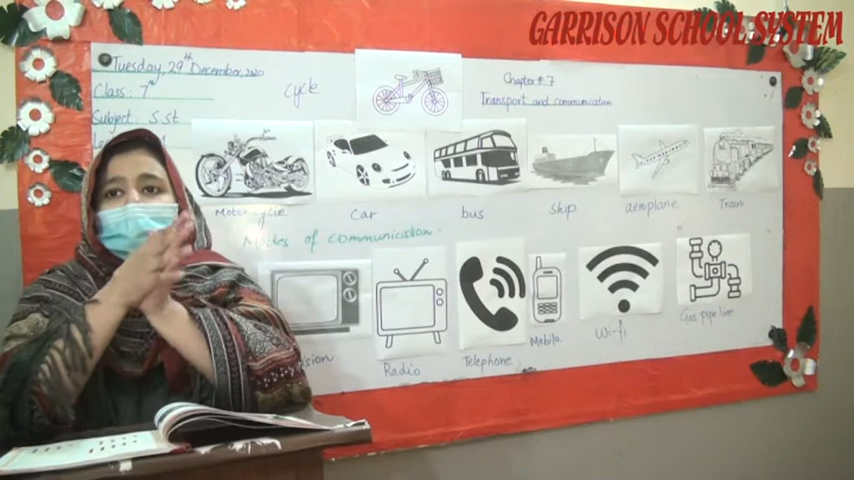 GARRISON SCHOOL SYSTEM
Tuesday, 29th December, 2020
Class: 7th
Subject: S.St
Cycle
Chapter # 7
Transport and communication
Motorcycle
Car
bus
ship
aeroplane
Train
Modes of communication.
Radio
Telephone
Mobile
Wi-fi
Gas pipe line